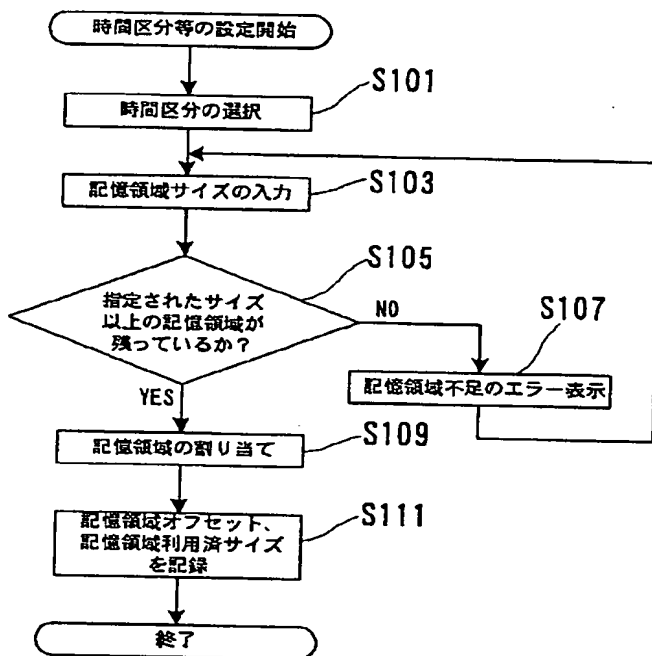 時間区分等の設定開始
S101
時間区分の選択
S103
記憶領域サイズの入力
S105
指定されたサイズ
以上の記憶領域が
残っているか？
NO
S107
記憶領域不足のエラー表示
YES
S109
記憶領域の割り当て
S111
記憶領域オフセット、
記憶領域利用済サイズ
を記録
終了